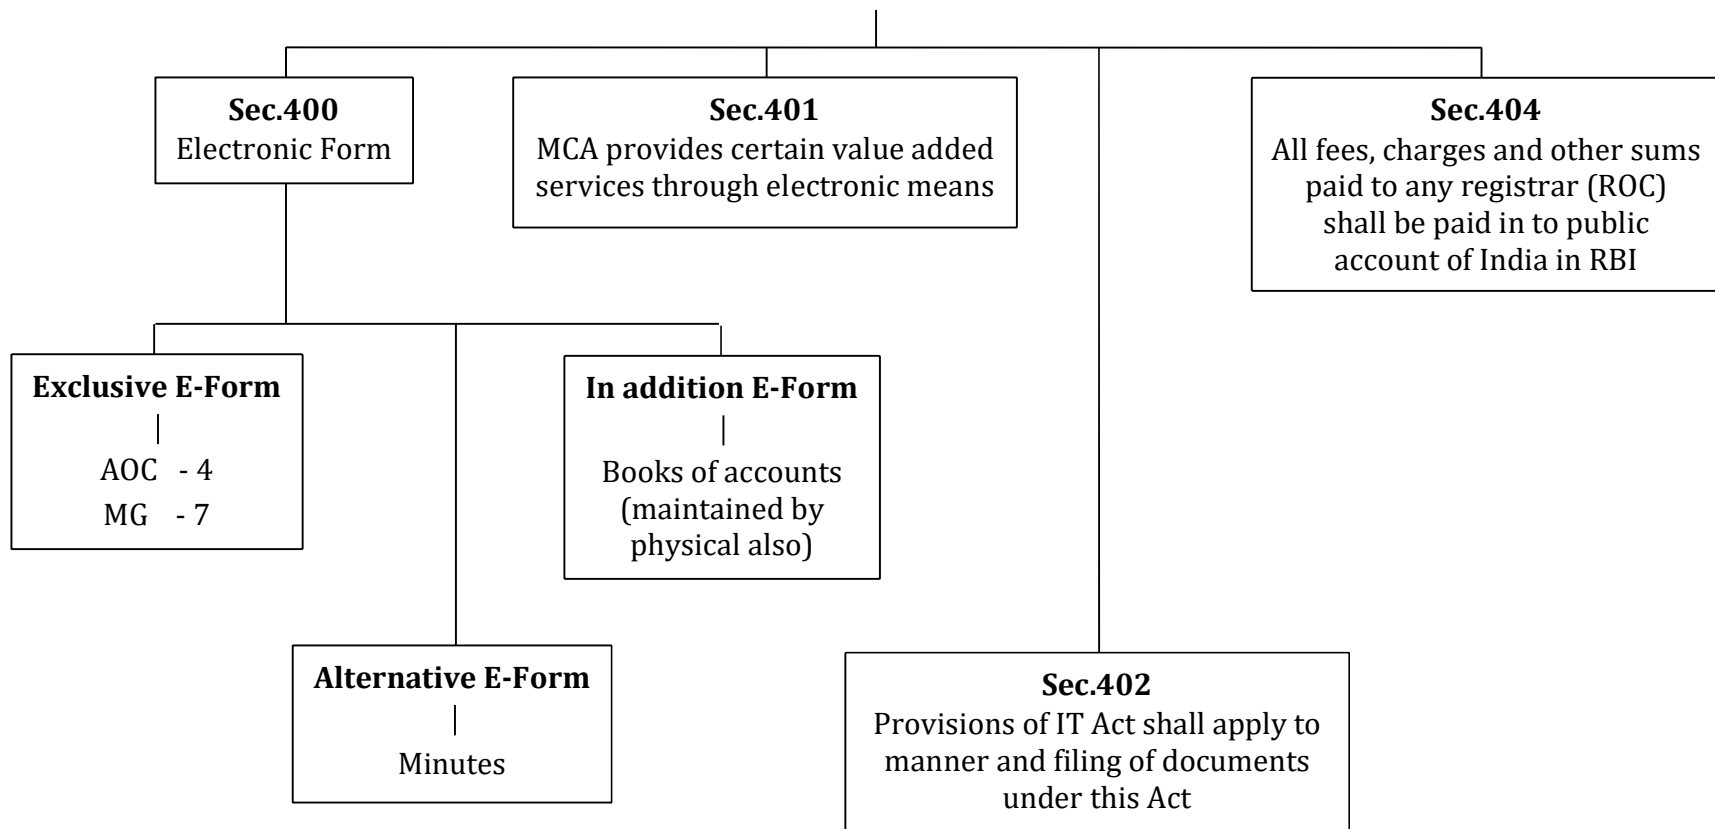 Sec.400
Electronic Form
Sec.401
MCA provides certain value added
services through electronic means
Sec.404
All fees, charges and other sums
paid to any registrar (ROC)
shall be paid in to public
account of India in RBI
Exclusive E-Form
AOC - 4
MG - 7
In addition E-Form
Books of accounts
(maintained by
physical also)
Alternative E-Form
Minutes
Sec.402
Provisions of IT Act shall apply to
manner and filing of documents
under this Act